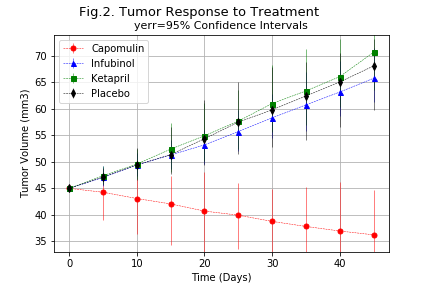 Fig.2. Tumor Response to Treatment
yerr=95% Confidence Intervals
Capomulin
Infubinol
Ketapril
Placebo
Tumor Volume (mm3)
70
65
60
55
50
45
40
35
0 10 20 30 40
Time (Days)